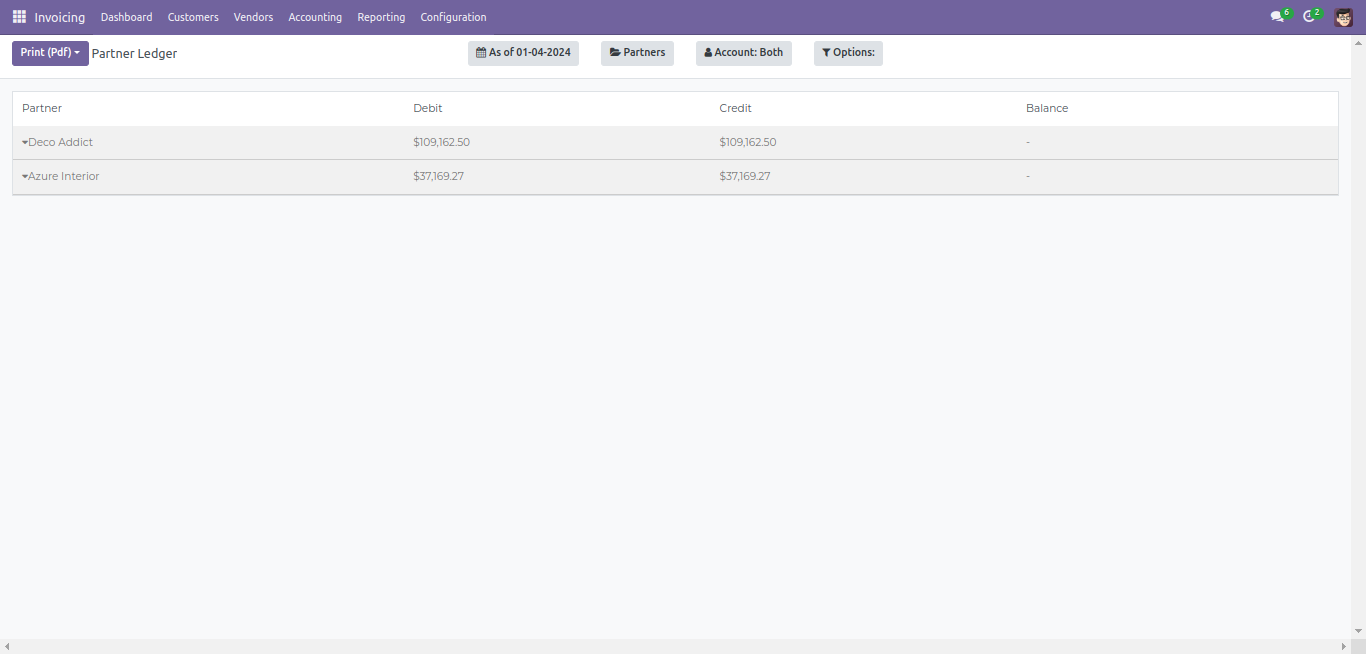 Invoicing Dashboard Customers Vendors Accounting Reporting Configuration 6 2
Print (Pdf) Partner Ledger As of 01-04-2024 Partners Account: Both Options:
Partner Debit Credit Balance
Deco Addict $109,162.50 $109,162.50 -
Azure Interior $37,169.27 $37,169.27 -